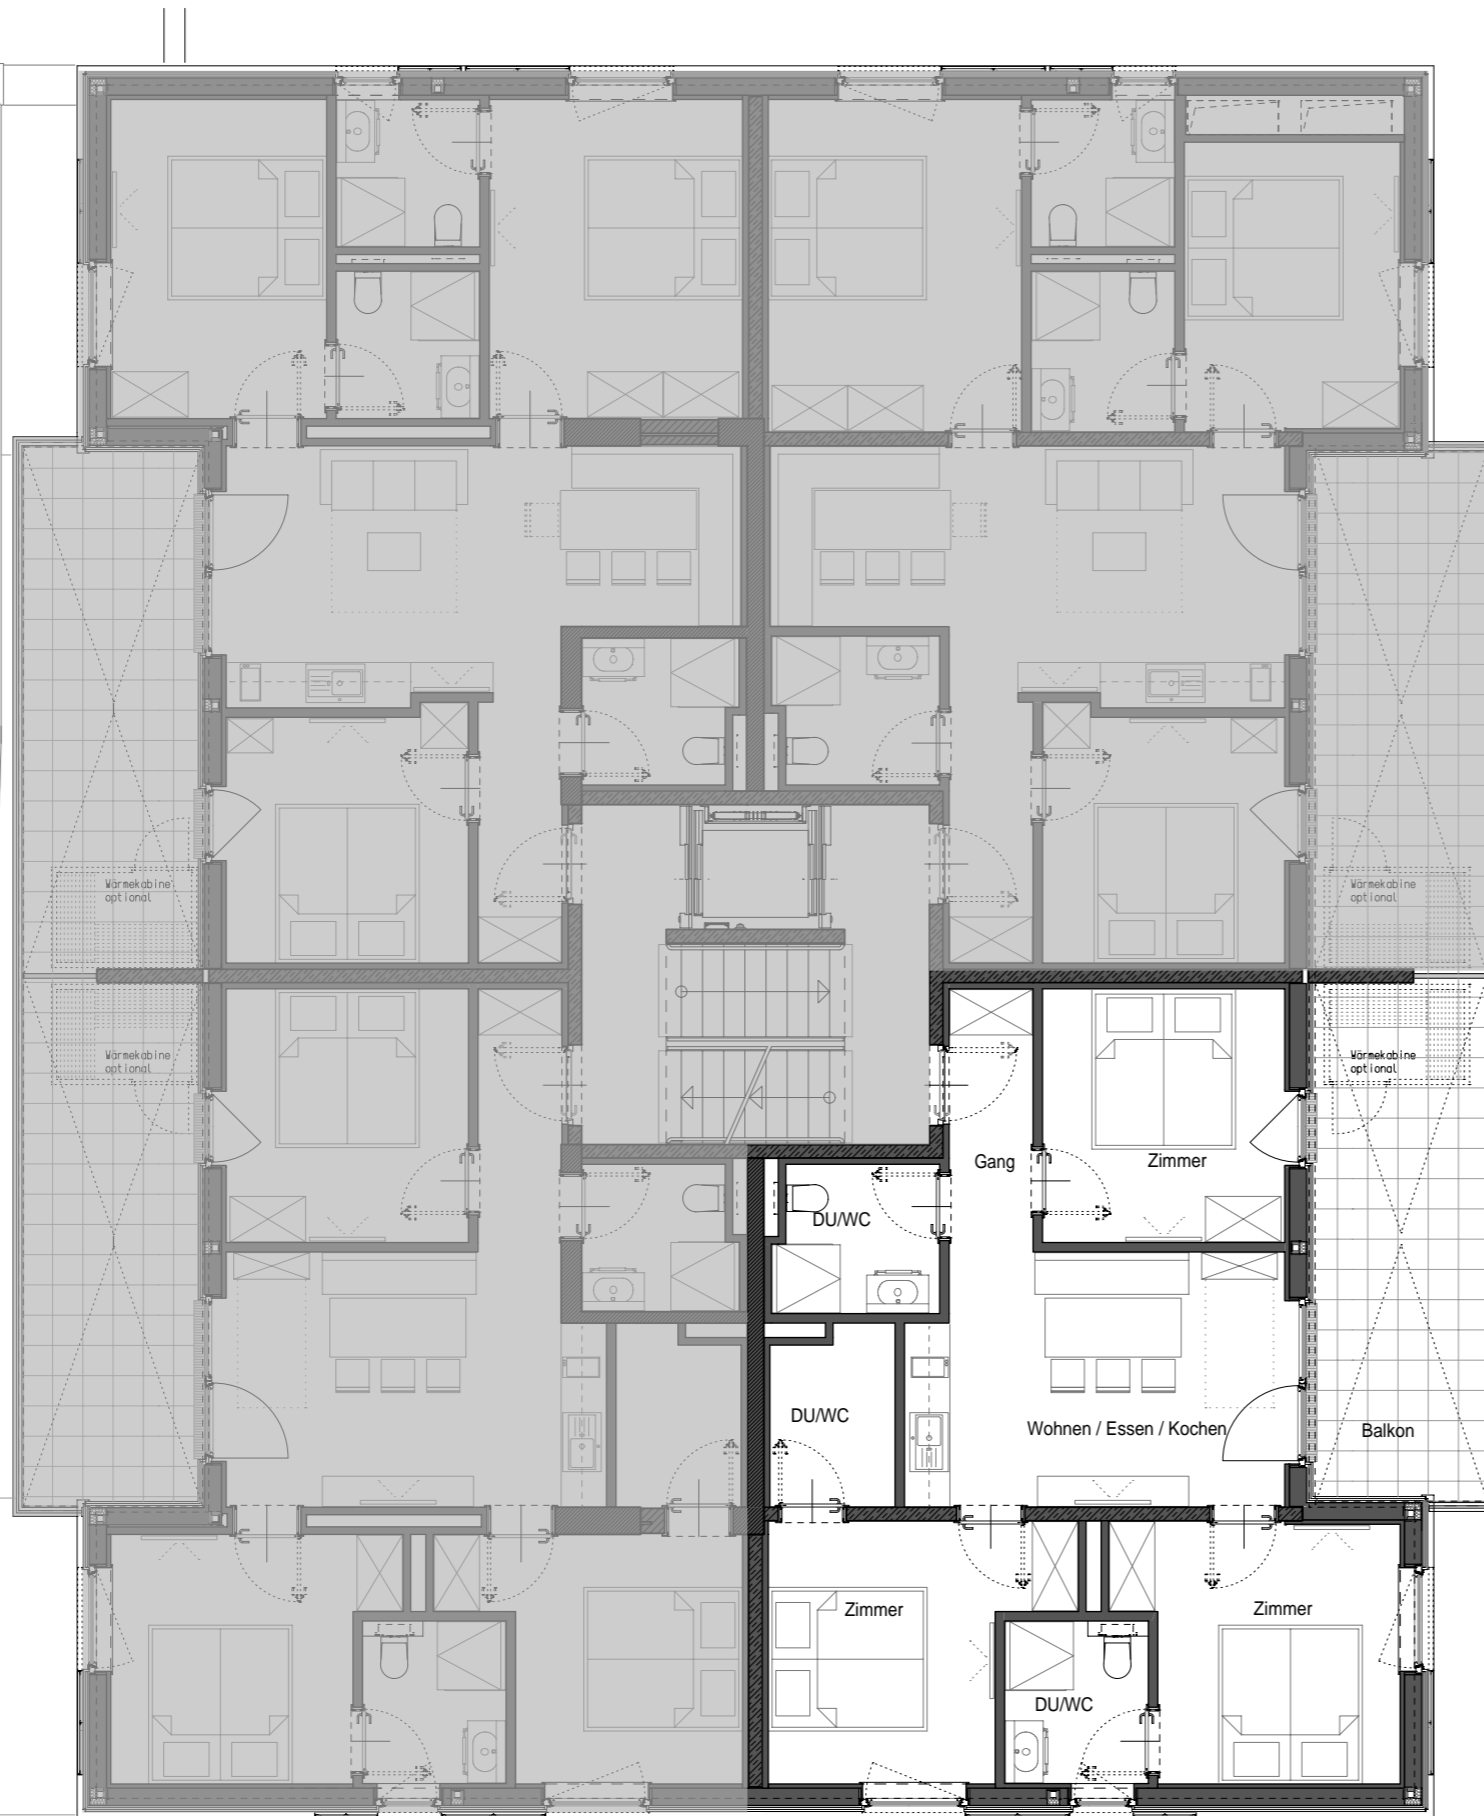 Wärmekabine
optional
Wärmekabine
optional
Wärmekabine
optional
Wärmekabine
optional
Gang
Zimmer
DU/WC
DU/WC
Wohnen / Essen / Kochen
Balkon
Zimmer
Zimmer
DU/WC